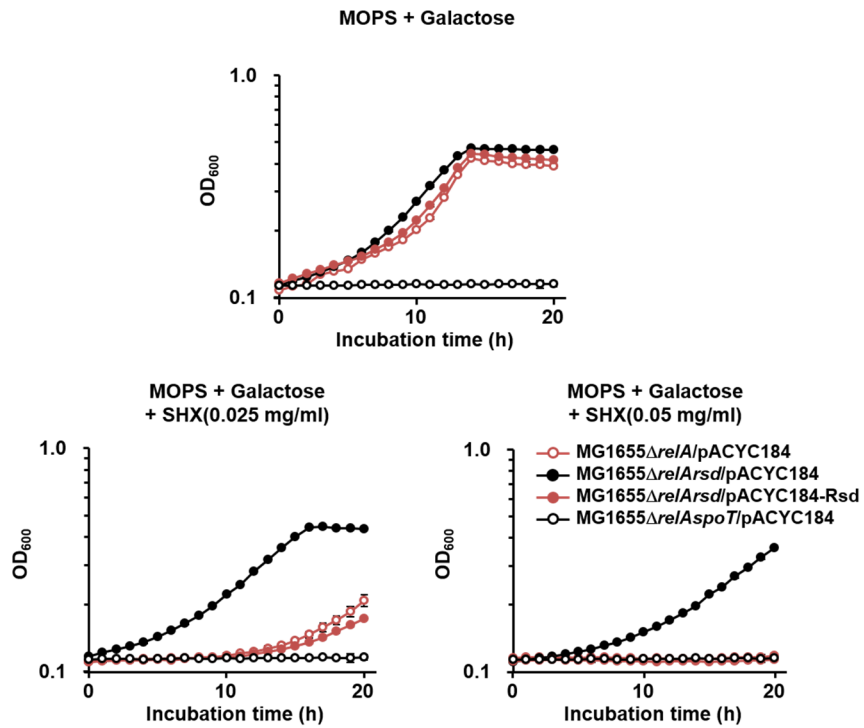 MOPS + Galactose
1.0
OD600
0.1
0
10
20
Incubation time (h)
MOPS + Galactose
+ SHX(0.025 mg/ml)
1.0
OD600
0.1
0
10
20
Incubation time (h)
MOPS + Galactose
+ SHX(0.05 mg/ml)
MG1655ΔrelA/pACYC184
MG1655ΔrelArsd/pACYC184
MG1655ΔrelArsd/pACYC184-Rsd
MG1655ΔrelAspoT/pACYC184
1.0
OD600
0.1
0
10
20
Incubation time (h)